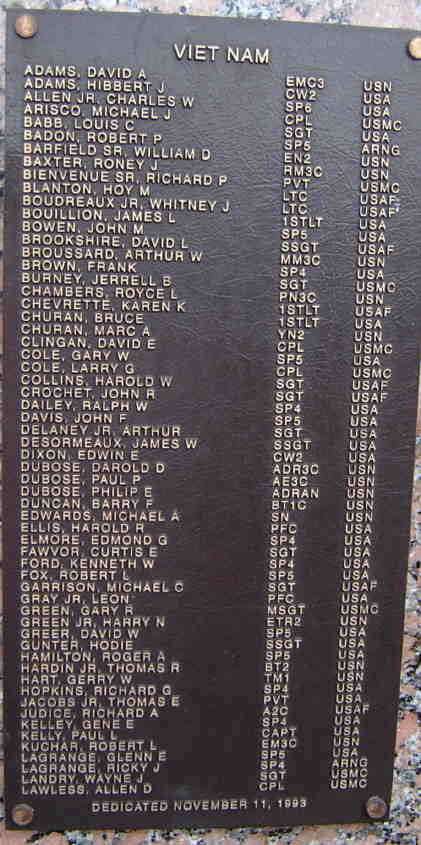 VIET NAM
ADAMS, DAVID A EMC3 USN
ADAMS, HIBBERT J CW2 USA
ALLEN JR, CHARLES W SP6 USA
ARISCO, MICHAEL J CPL USMC
BABB, LOUIS C SGT USA
BADON, ROBERT P SP5 ARNG
BARFIELD SR, WILLIAM D EN2 USN
BAXTER, RONEY J RM3C USN
BIENVENUE SR, RICHARD P PVT USMC
BLANTON, HOY M LTC USAF
BOUDREAUX JR, WHITNEY J LTC USAF
BOUILLION, JAMES L 1STLT USA
BOWEN, JOHN M SP5 USA
BROOKSHIRE, DAVID L SSGT USAF
BROUSSARD, ARTHUR W MM3C USN
BROWN, FRANK SP4 USA
BURNEY, JERRELL B SGT USMC
CHAMBERS, ROYCE L PN3C USN
CHEVRETTE, KAREN K 1STLT USAF
CHURAN, BRUCE 1STLT USA
CHURAN, MARC A YN2 USN
CLINGAN, DAVID E CPL USMC
COLE, GARY W SP5 USA
COLE, LARRY G CPL USMC
COLLINS, HAROLD W SGT USAF
CROCHET, JOHN R SGT USAF
DAILEY, RALPH W SP4 USA
DAVIS, JOHN F SP5 USA
DELANEY JR, ARTHUR SGT USA
DESORMEAUX, JAMES W SSGT USA
DIXON, EDWIN E CW2 USA
DUBOSE, DAROLD D ADR3C USN
DUBOSE, PAUL P AE3C USN
DUBOSE, PHILIP E ADRAN USN
DUNCAN, BARRY F BT1C USN
EDWARDS, MICHAEL A SN USN
ELLIS, HAROLD R PFC USA
ELMORE, EDMOND G SP4 USA
FAWVOR, CURTIS E SGT USA
FORD, KENNETH W SP4 USA
FOX, ROBERT L SP5 USA
GARRISON, MICHAEL C SGT USAF
GRAY JR, LEON PFC USA
GREEN, GARY R MSGT USMC
GREEN JR, HARRY N ETR2 USN
GREER, DAVID W SP5 USA
GUNTER, HODIE SSGT USA
HAMILTON, ROGER A SP5 USA
HARDIN JR, THOMAS R BT2 USN
HART, GERRY W TM1 USN
HOPKINS, RICHARD G SP4 USA
JACOBS JR, THOMAS E PVT USA
JUDICE, RICHARD A A2C USAF
KELLEY, GENE E SP4 USA
KELLY, PAUL L CAPT USA
KUCHAR, ROBERT L EM3C USN
LAGRANGE, GLENN E SP5 USA
LAGRANGE, RICKY J SP4 ARNG
LANDRY, WAYNE J SGT USMC
LAWLESS, ALLEN D CPL USMC
DEDICATED NOVEMBER 11, 1993